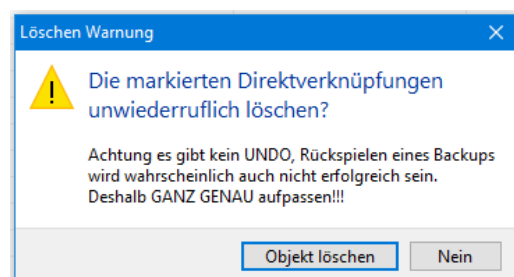 Löschen Warnung
Die markierten Direktverknüpfungen
unwiederruflich löschen?
Achtung es gibt kein UNDO, Rückspielen eines Backups
wird wahrscheinlich auch nicht erfolgreich sein.
Deshalb GANZ GENAU aufpassen!!!
Objekt löschen Nein